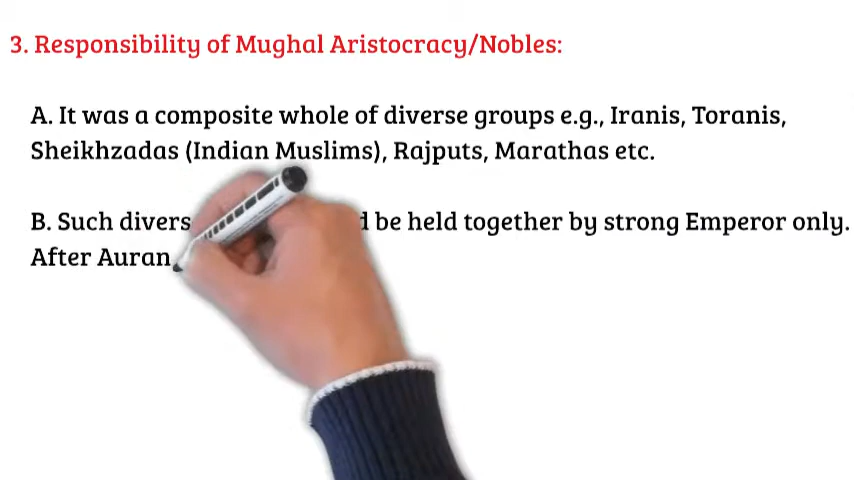 3. Responsibility of Mughal Aristocracy/Nobles:
A. It was a composite whole of diverse groups e.g., Iranis, Toranis,
Sheikhzadas (Indian Muslims), Rajputs, Marathas etc.
B. Such divers be held together by strong Emperor only.
After Auran